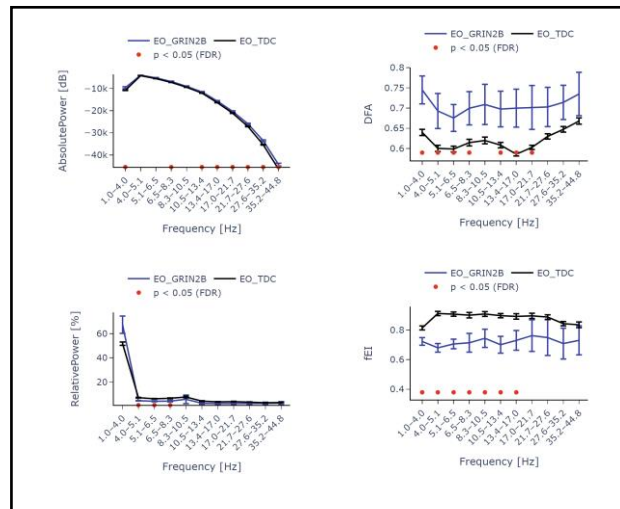 EO_GRIN2B EO_TDC
p < 0.05 (FDR)
AbsolutePower [dB]
−10k
−20k
−30k
−40k
1.0−4.0
4.0−5.1
5.1−6.5
6.5−8.3
8.3−10.5
10.5−13.4
13.4−17.0
17.0−21.7
21.7−27.6
27.6−35.2
35.2−44.8
Frequency [Hz]
EO_GRIN2B EO_TDC
p < 0.05 (FDR)
DFA
0.8
0.75
0.7
0.65
0.6
1.0−4.0
4.0−5.1
5.1−6.5
6.5−8.3
8.3−10.5
10.5−13.4
13.4−17.0
17.0−21.7
21.7−27.6
27.6−35.2
35.2−44.8
Frequency [Hz]
EO_GRIN2B EO_TDC
p < 0.05 (FDR)
RelativePower [%]
60
40
20
1.0−4.0
4.0−5.1
5.1−6.5
6.5−8.3
8.3−10.5
10.5−13.4
13.4−17.0
17.0−21.7
21.7−27.6
27.6−35.2
35.2−44.8
Frequency [Hz]
EO_GRIN2B EO_TDC
p < 0.05 (FDR)
fEI
0.8
0.6
0.4
1.0−4.0
4.0−5.1
5.1−6.5
6.5−8.3
8.3−10.5
10.5−13.4
13.4−17.0
17.0−21.7
21.7−27.6
27.6−35.2
35.2−44.8
Frequency [Hz]